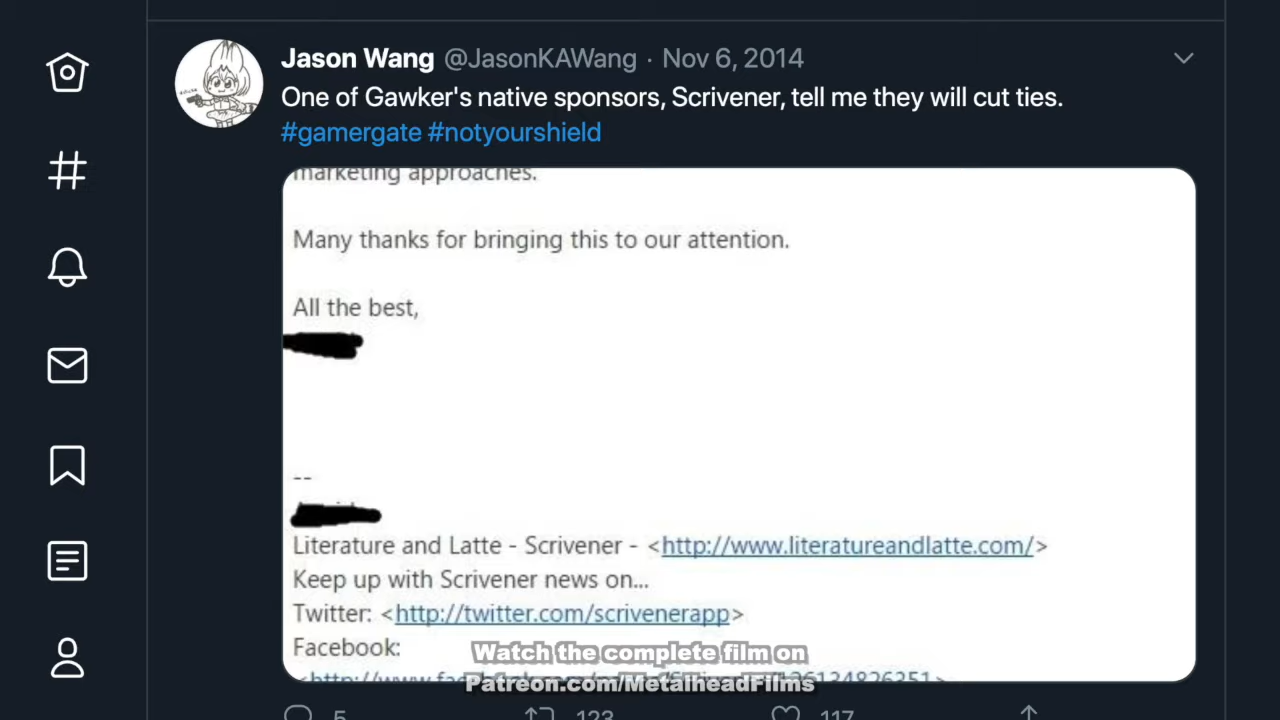 Jason Wang @JasonKAWang · Nov 6, 2014
One of Gawker's native sponsors, Scrivener, tell me they will cut ties.
#gamergate #notyourshield
marketing approaches.
Many thanks for bringing this to our attention.
All the best,
--
Literature and Latte - Scrivener - <http://www.literatureandlatte.com/>
Keep up with Scrivener news on...
Twitter: <http://twitter.com/scrivenerapp>
Facebook:
Watch the complete film on
Patreon.com/MetalheadFilms
5 123 117